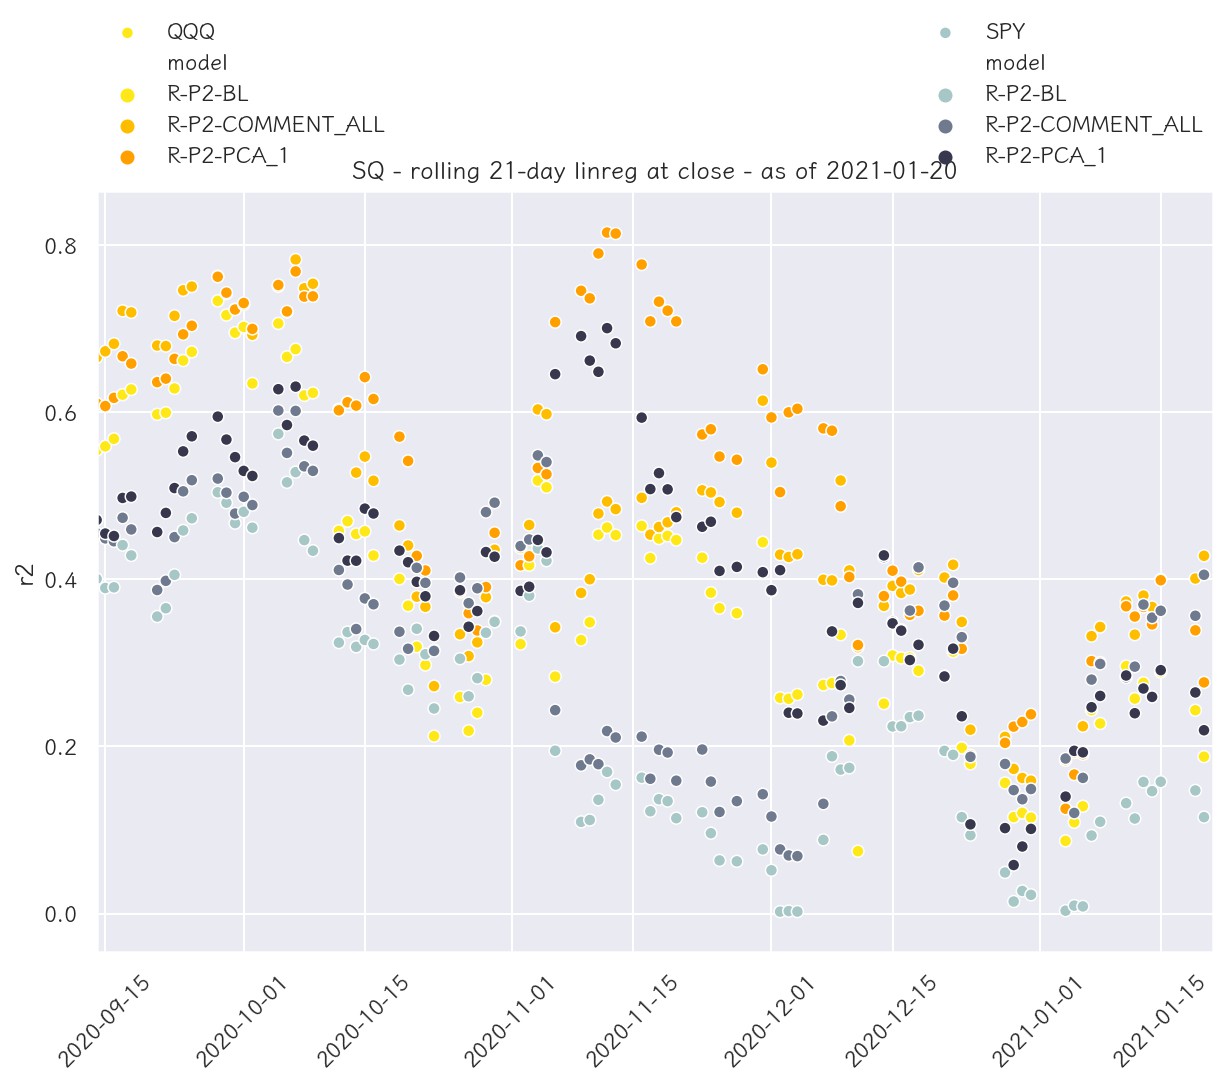 QQQ
model
R-P2-BL
R-P2-COMMENT_ALL
R-P2-PCA_1
SPY
model
R-P2-BL
R-P2-COMMENT_ALL
R-P2-PCA_1
SQ - rolling 21-day linreg at close - as of 2021-01-20
r2
0.8
0.6
0.4
0.2
0.0
2020-09-15
2020-10-01
2020-10-15
2020-11-01
2020-11-15
2020-12-01
2020-12-15
2021-01-01
2021-01-15